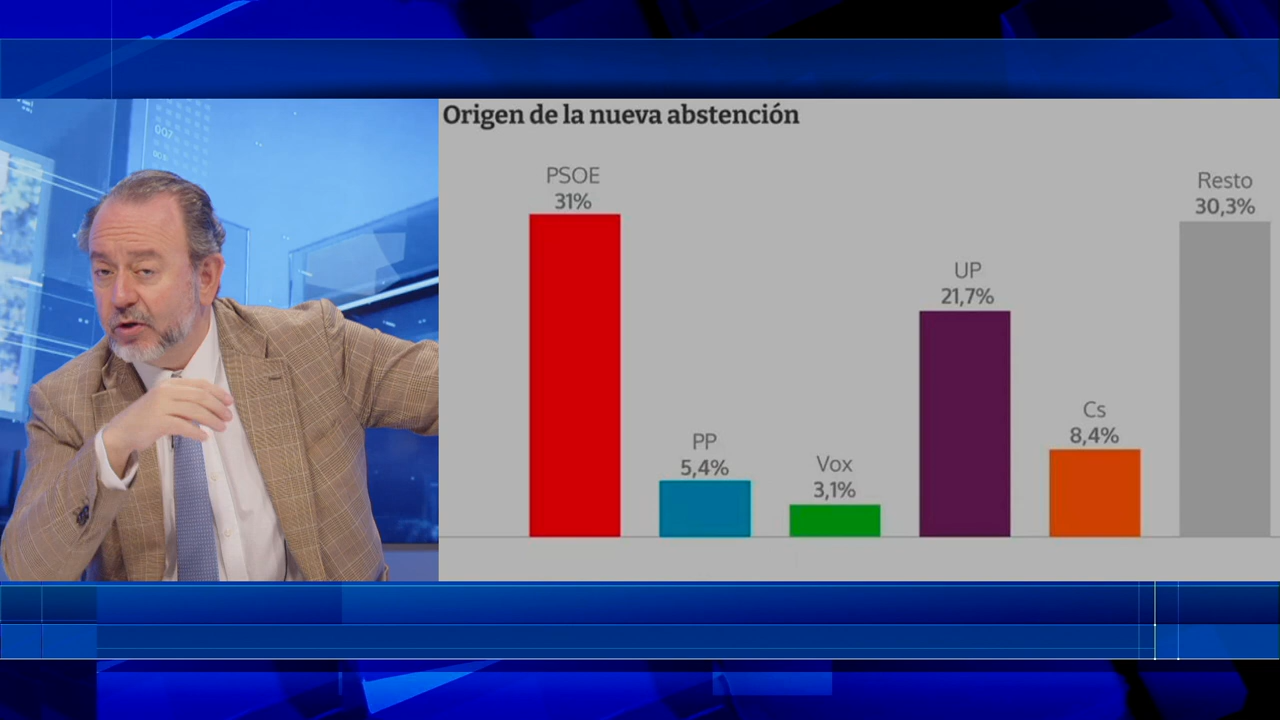 Origen de la nueva abstención
PSOE
31%
PP
5,4%
Vox
3,1%
UP
21,7%
Cs
8,4%
Resto
30,3%
007